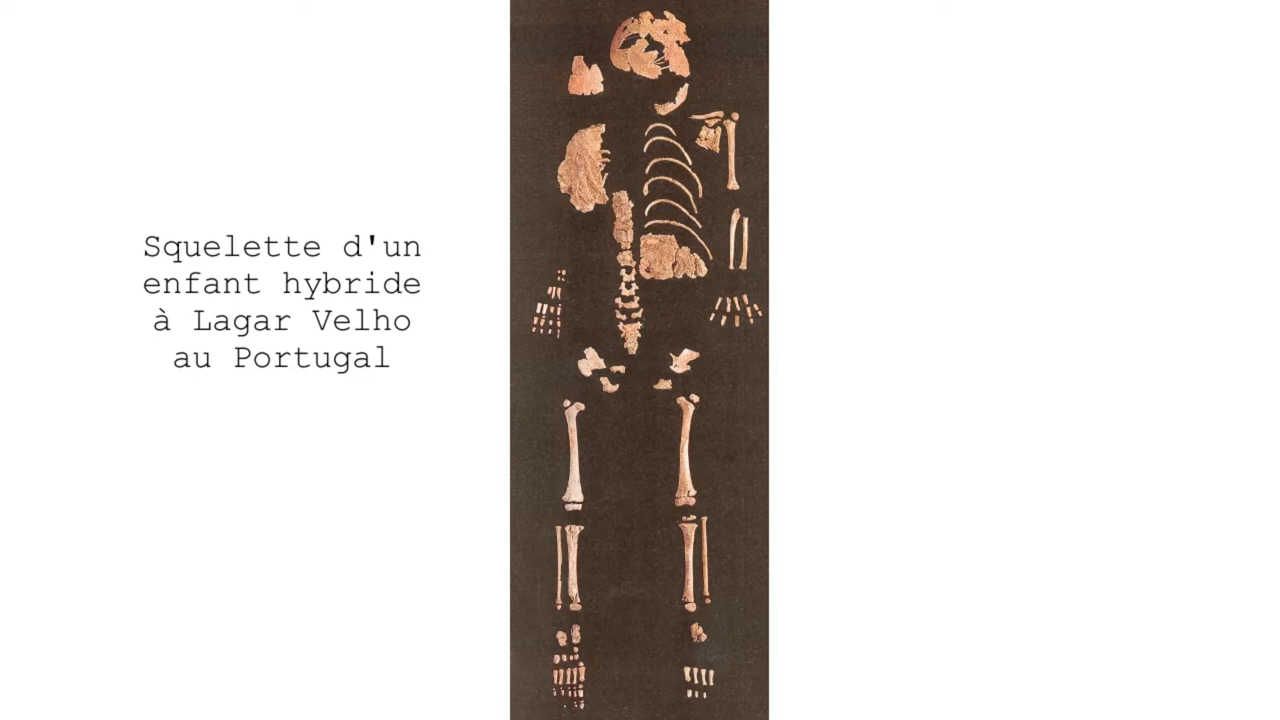 Squelette d'un
enfant hybride
à Lagar Velho
au Portugal